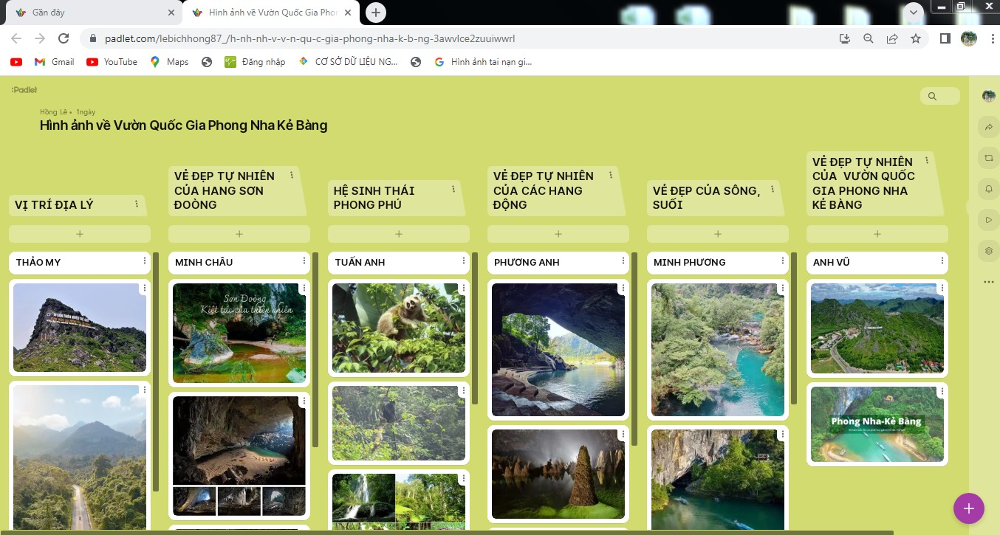 Gần đây
Hình ảnh về Vườn Quốc Gia Phon
padlet.com/lebichhong87_/h-nh-nh-v-v-n-qu-c-gia-phong-nha-k-b-ng-3awvlce2zuuiwwrl
Gmail
YouTube
Maps
Đăng nhập
CƠ SỞ DỮ LIỆU NG...
Hình ảnh tai nạn gi...
:Padlet
Hồng Lê • 1ngày
Hình ảnh về Vườn Quốc Gia Phong Nha Kẻ Bàng
VỊ TRÍ ĐỊA LÝ
THẢO MY
VẺ ĐẸP TỰ NHIÊN
CỦA HANG SƠN
ĐOÒNG
MINH CHÂU
Sơn Đoòng
Kiệt tác của thiên nhiên
HỆ SINH THÁI
PHONG PHÚ
TUẤN ANH
VẺ ĐẸP TỰ NHIÊN
CỦA CÁC HANG
ĐỘNG
PHƯƠNG ANH
VẺ ĐẸP CỦA SÔNG,
SUỐI
MINH PHƯƠNG
VẺ ĐẸP TỰ NHIÊN
CỦA VƯỜN QUỐC
GIA PHONG NHA
KẺ BÀNG
ANH VŨ
Phong Nha-Kẻ Bàng